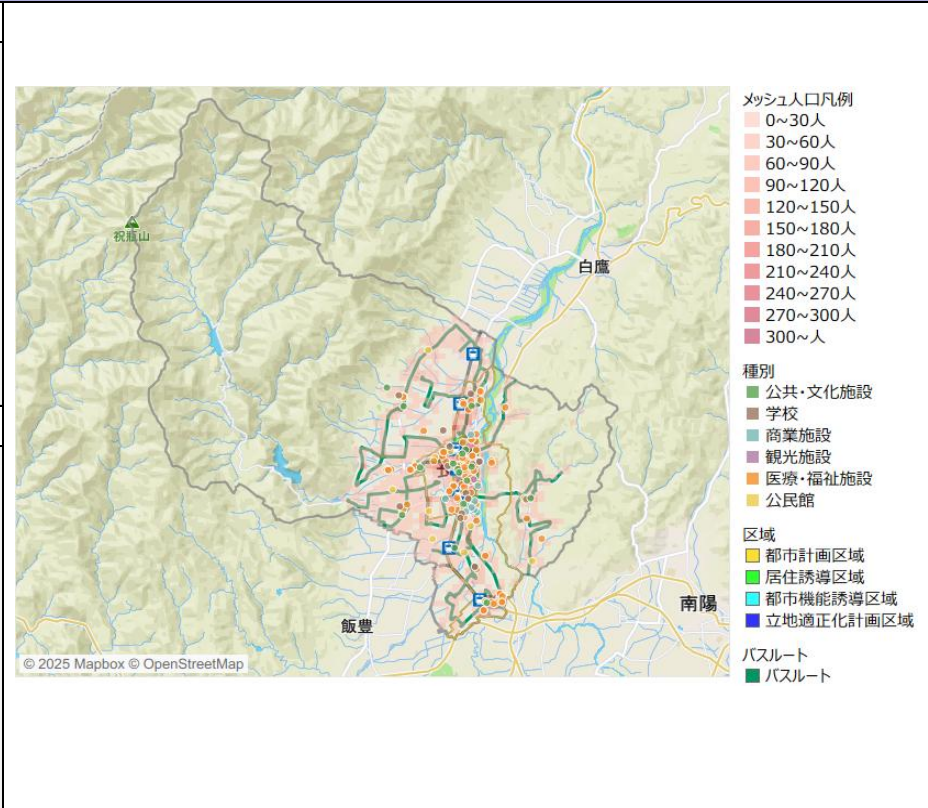 メッシュ人口凡例
0~30人
30~60人
60~90人
90~120人
120~150人
150~180人
180~210人
210~240人
240~270人
270~300人
300~人
種別
公共・文化施設
学校
商業施設
観光施設
医療・福祉施設
公民館
区域
都市計画区域
居住誘導区域
都市機能誘導区域
立地適正化計画区域
バスルート
バスルート
祝瓶山
白鷹
南陽
飯豊
© 2025 Mapbox © OpenStreetMap